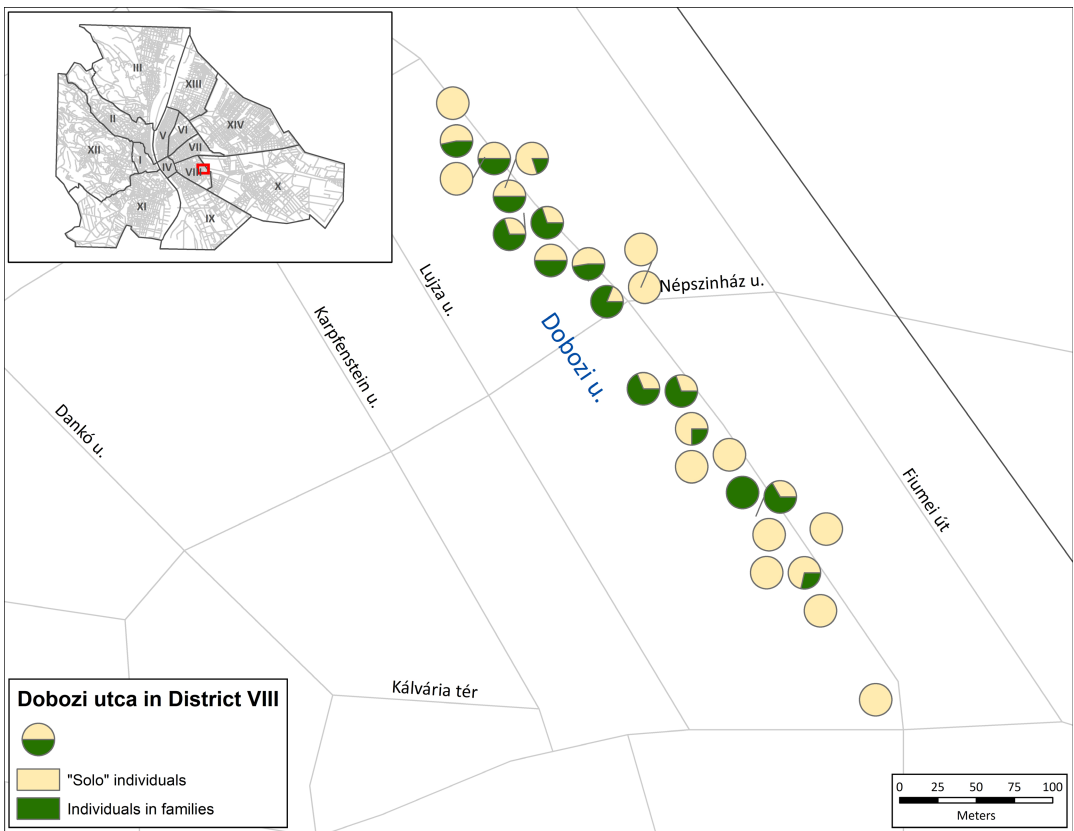 III
XIII
II
VI
XIV
V
VII
XII
I
IV
VIII
X
XI
IX
Népszinház u.
Lujza u.
Karpfenstein u.
Dobozi u.
Dankó u.
Fiumei út
Kálvária tér
Dobozi utca in District VIII
"Solo" individuals
Individuals in families
0 25 50 75 100
Meters